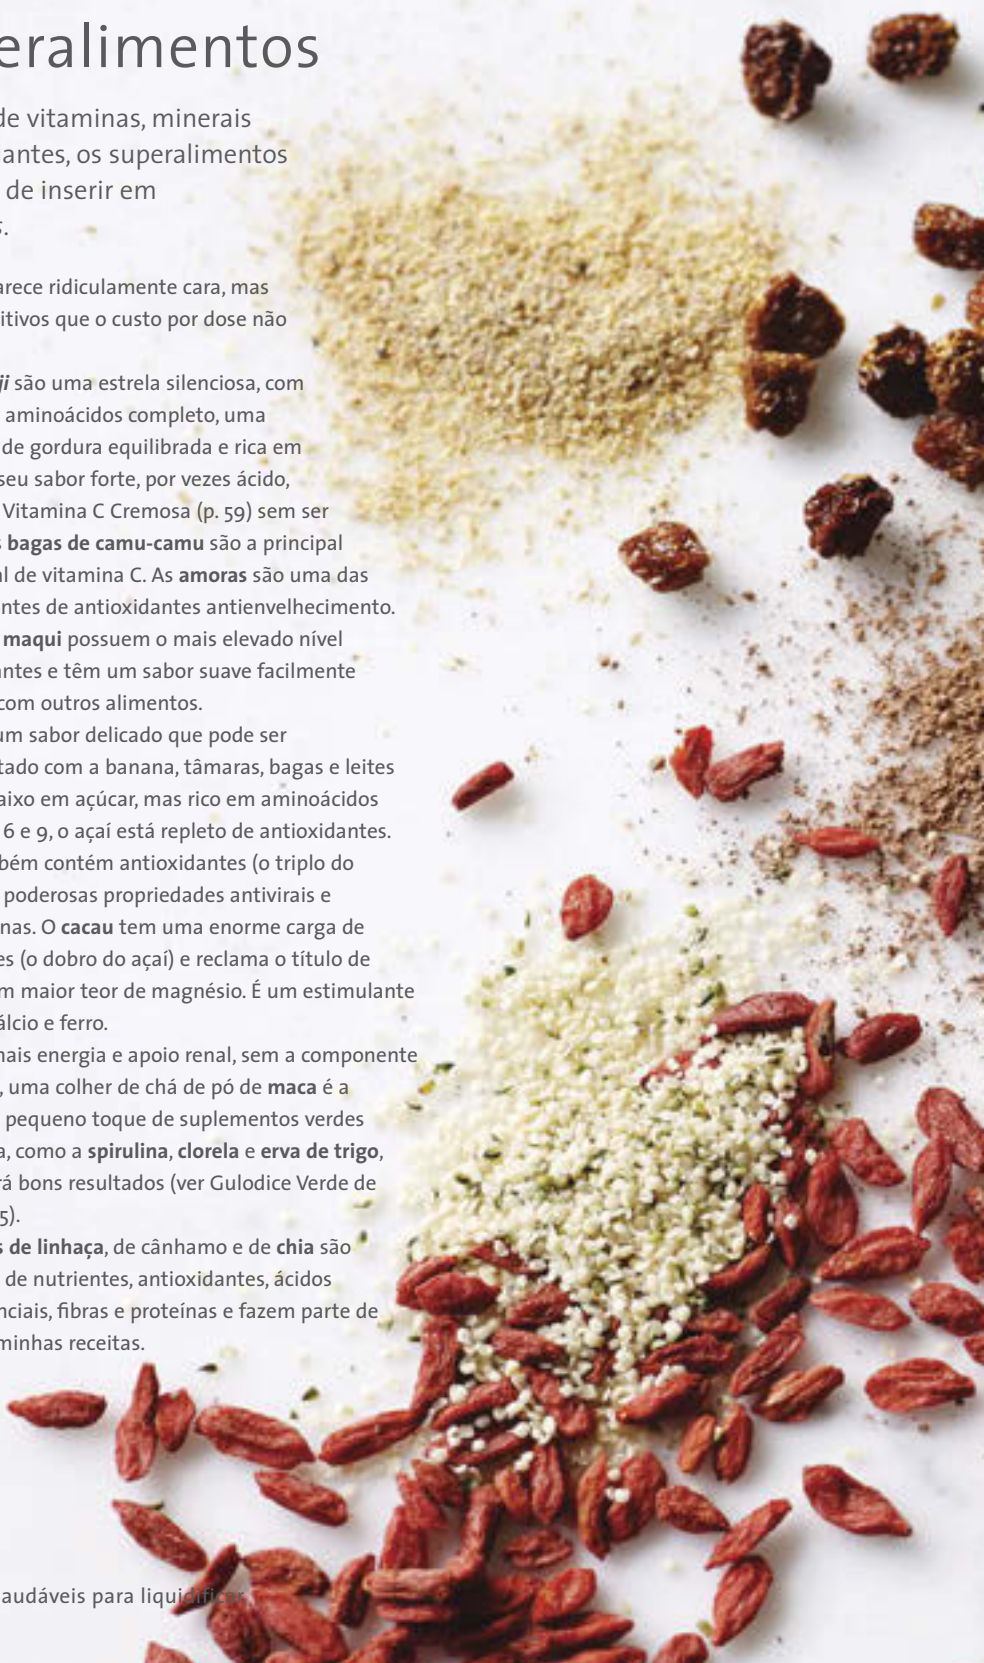 eralimentos
de vitaminas, minerais
antes, os superalimentos
de inserir em
s.
arece ridiculamente cara, mas
itivos que o custo por dose não
ji são uma estrela silenciosa, com
aminoácidos completo, uma
de gordura equilibrada e rica em
seu sabor forte, por vezes ácido,
Vitamina C Cremosa (p. 59) sem ser
s bagas de camu-camu são a principal
al de vitamina C. As amoras são uma das
ntes de antioxidantes antienvelhecimento.
maqui possuem o mais elevado nível
antes e têm um sabor suave facilmente
com outros alimentos.
um sabor delicado que pode ser
tado com a banana, tâmaras, bagas e leites
aixo em açúcar, mas rico em aminoácidos
6 e 9, o açaí está repleto de antioxidantes.
bém contém antioxidantes (o triplo do
poderosas propriedades antivirais e
nas. O cacau tem uma enorme carga de
es (o dobro do açaí) e reclama o título de
m maior teor de magnésio. É um estimulante
álcio e ferro.
nais energia e apoio renal, sem a componente
, uma colher de chá de pó de maca é a
pequeno toque de suplementos verdes
a, como a spirulina, clorela e erva de trigo,
rá bons resultados (ver Gulodice Verde de
5).
s de linhaça, de cânhamo e de chia são
de nutrientes, antioxidantes, ácidos
nciais, fibras e proteínas e fazem parte de
minhas receitas.
audáveis para liquidificar